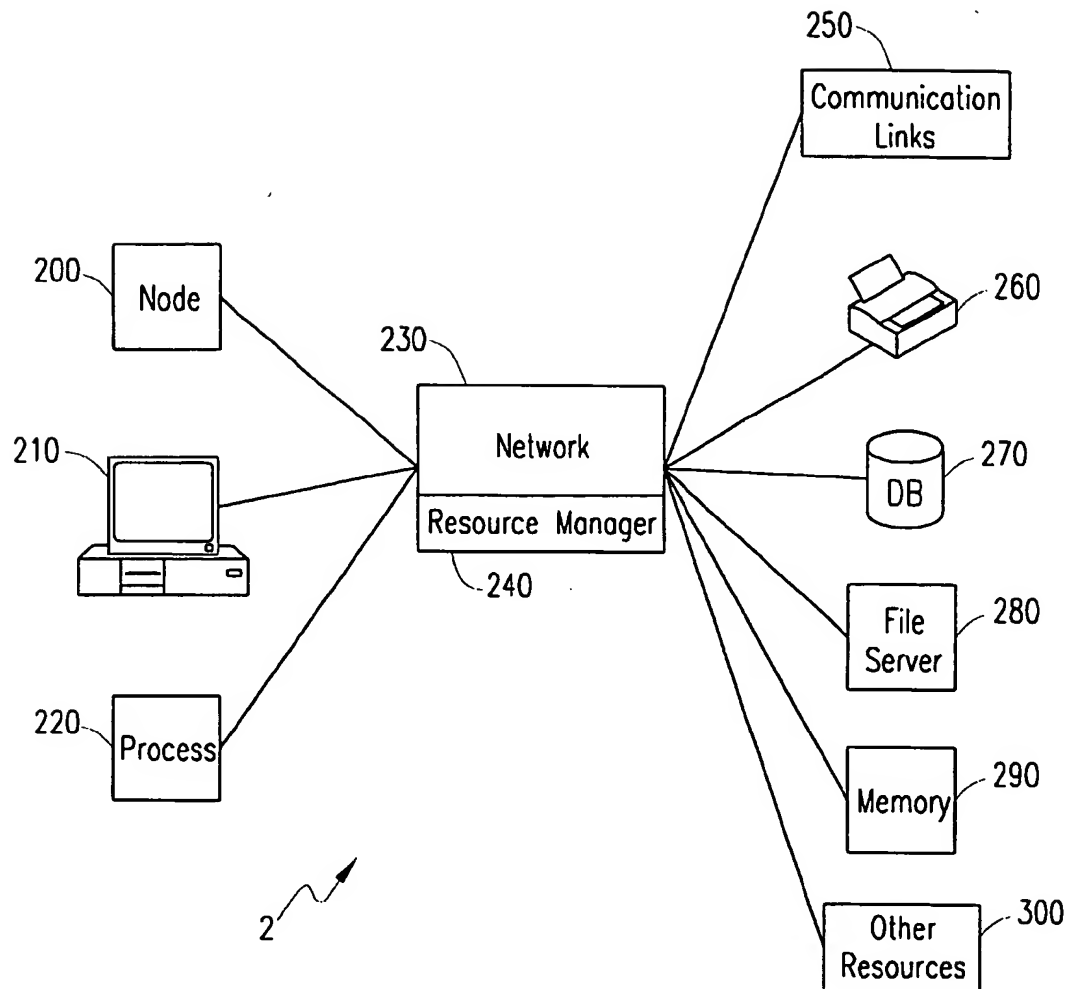 250
Communication
Links
200
Node
260
230
210
Network
270
DB
Resource Manager
240
File
Server
280
220
Process
290
Memory
2
300
Other
Resources